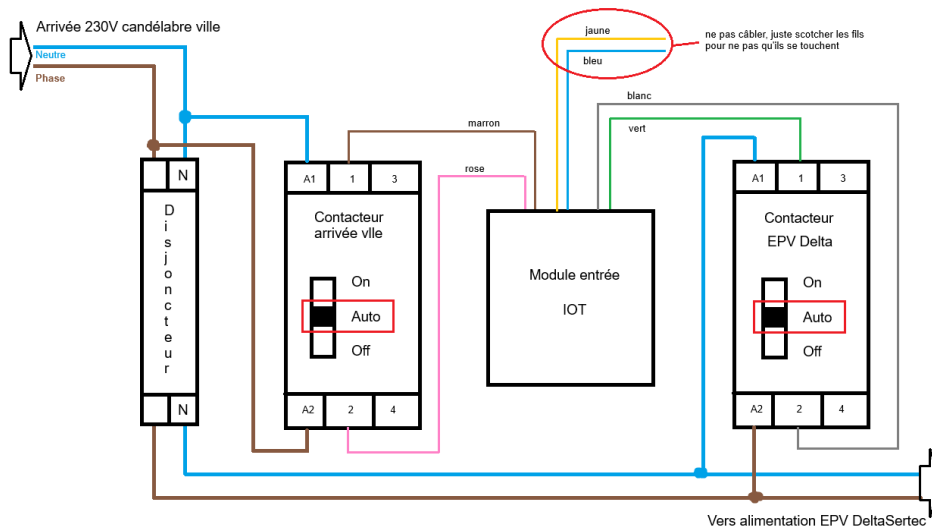 Arrivée 230V candélabre ville
Neutre
Phase
jaune
bleu
ne pas câbler, juste scotcher les fils
pour ne pas qu'ils se touchent
blanc
vert
marron
rose
N
Disjoncteur
N
A1 1 3
Contacteur
arrivée vlle
On
Auto
Off
A2 2 4
Module entrée
IOT
A1 1 3
Contacteur
EPV Delta
On
Auto
Off
A2 2 4
Vers alimentation EPV DeltaSertec